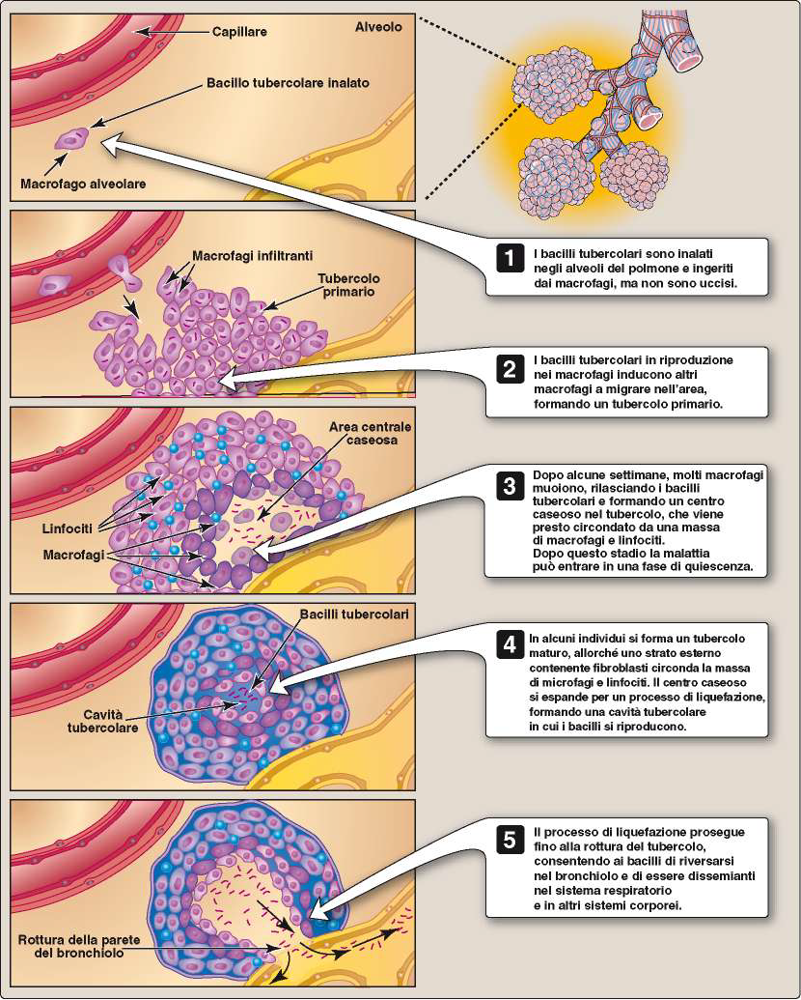 Capillare
Alveolo
Bacillo tubercolare inalato
Macrofago alveolare
1
I bacilli tubercolari sono inalati
negli alveoli del polmone e ingeriti
dai macrofagi, ma non sono uccisi.
Macrofagi infiltranti
Tubercolo
primario
2
I bacilli tubercolari in riproduzione
nei macrofagi inducono altri
macrofagi a migrare nell'area,
formando un tubercolo primario.
Area centrale
caseosa
Linfociti
Macrofagi
3
Dopo alcune settimane, molti macrofagi
muoiono, rilasciando i bacilli
tubercolari e formando un centro
caseoso nel tubercolo, che viene
presto circondato da una massa
di macrofagi e linfociti.
Dopo questo stadio la malattia
può entrare in una fase di quiescenza.
Bacilli tubercolari
Cavità
tubercolare
4
In alcuni individui si forma un tubercolo
maturo, allorché uno strato esterno
contenente fibroblasti circonda la massa
di microfagi e linfociti. Il centro caseoso
si espande per un processo di liquefazione,
formando una cavità tubercolare
in cui i bacilli si riproducono.
5
Il processo di liquefazione prosegue
fino alla rottura del tubercolo,
consentendo ai bacilli di riversarsi
nel bronchiolo e di essere dissemianti
nel sistema respiratorio
e in altri sistemi corporei.
Rottura della parete
del bronchiolo